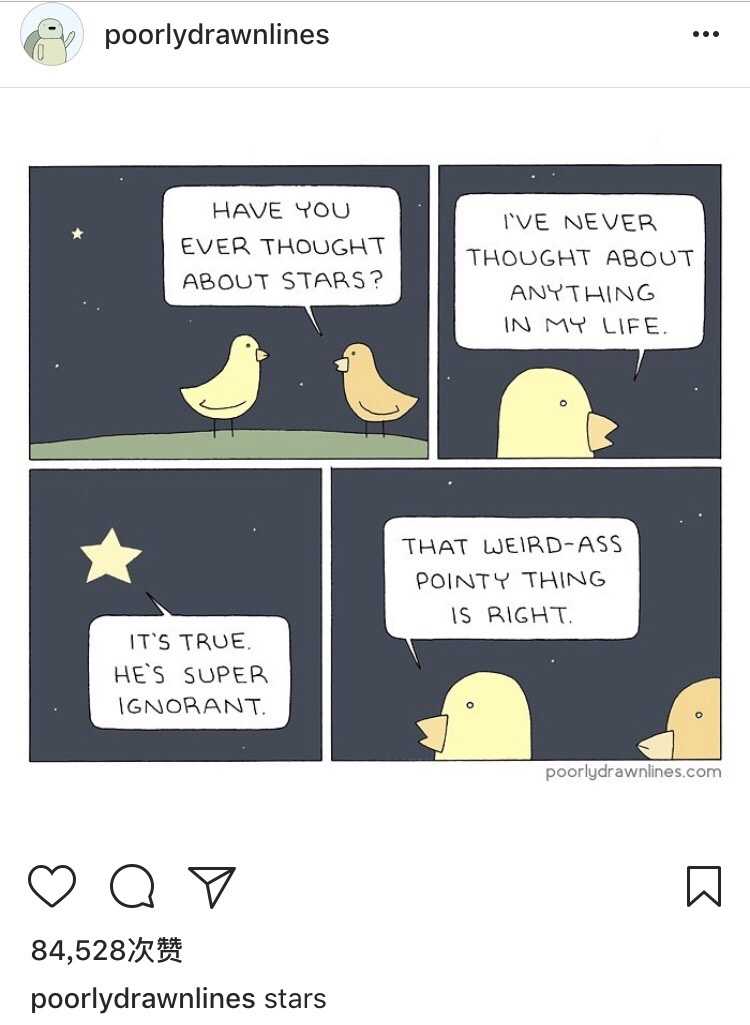 poorlydrawnlines
HAVE YOU
EVER THOUGHT
ABOUT STARS?
I'VE NEVER
THOUGHT ABOUT
ANYTHING
IN MY LIFE.
IT'S TRUE.
HE'S SUPER
IGNORANT.
THAT WEIRD-ASS
POINTY THING
IS RIGHT.
poorlydrawnlines.com
84,528次赞
poorlydrawnlines stars